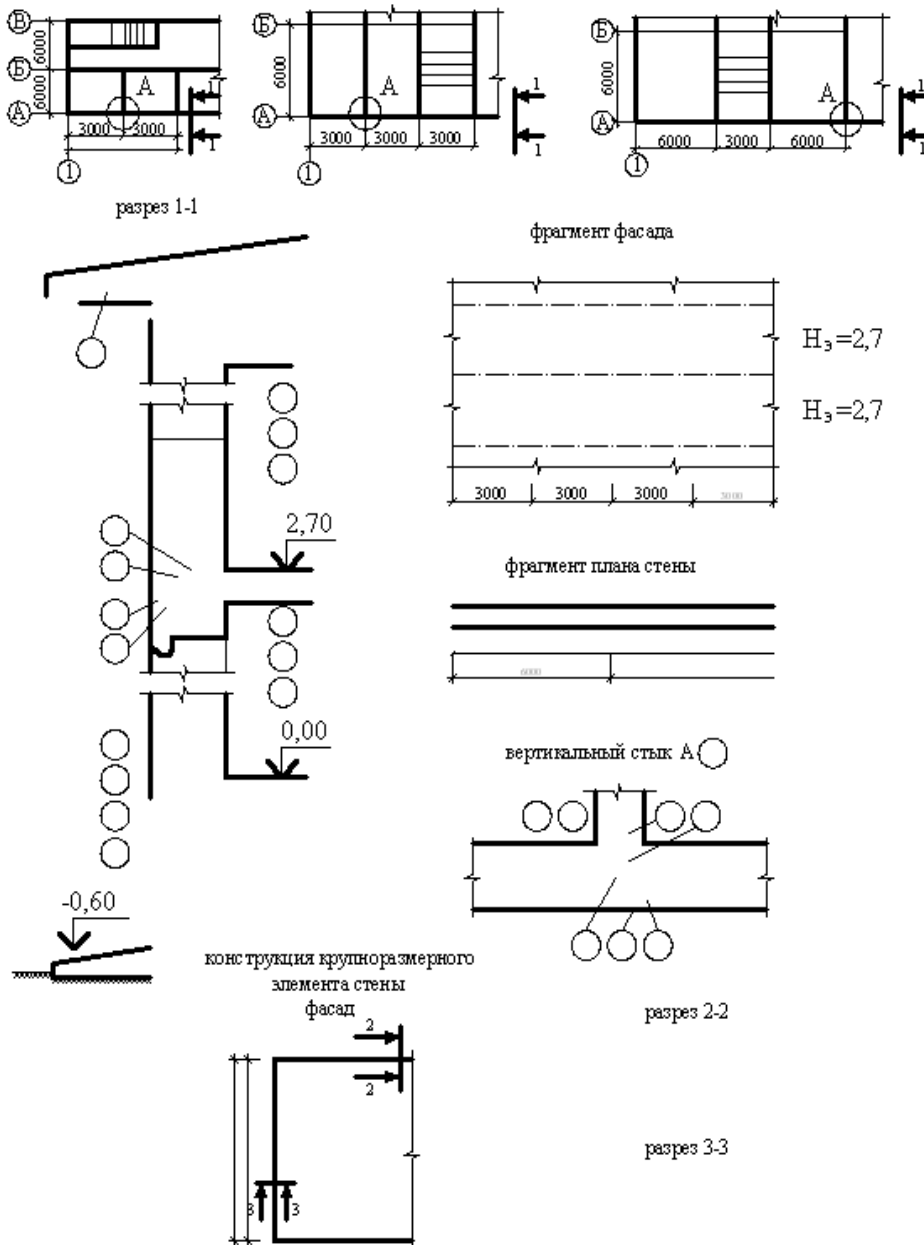 В
6000
Б
6000
А
А
1
1
3000 3000
1
Б
6000
А
А
1
1
3000 3000 3000
1
Б
6000
А
А
1
1
6000 3000 6000
1
разрез 1-1
фрагмент фасада
Нэ=2,7
Нэ=2,7
3000 3000 3000 3000
2,70
фрагмент плана стены
6000
0,00
вертикальный стык А
-0,60
конструкция крупноразмерного
элемента стены
фасад
2
2
3 3
разрез 2-2
разрез 3-3